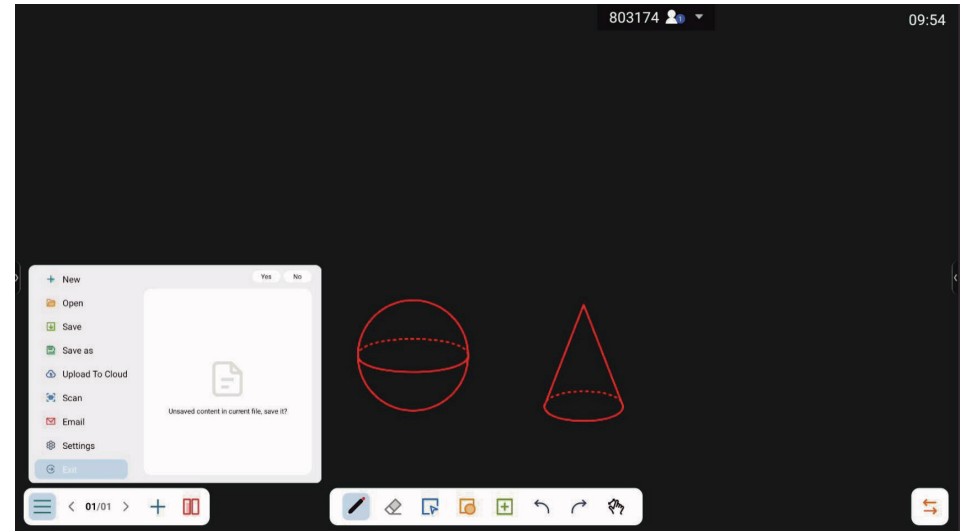 803174 1
09:54
New
Yes No
Open
Save
Save as
Upload To Cloud
Scan
Unsaved content in current file, save it?
Email
Settings
Exit
01/01